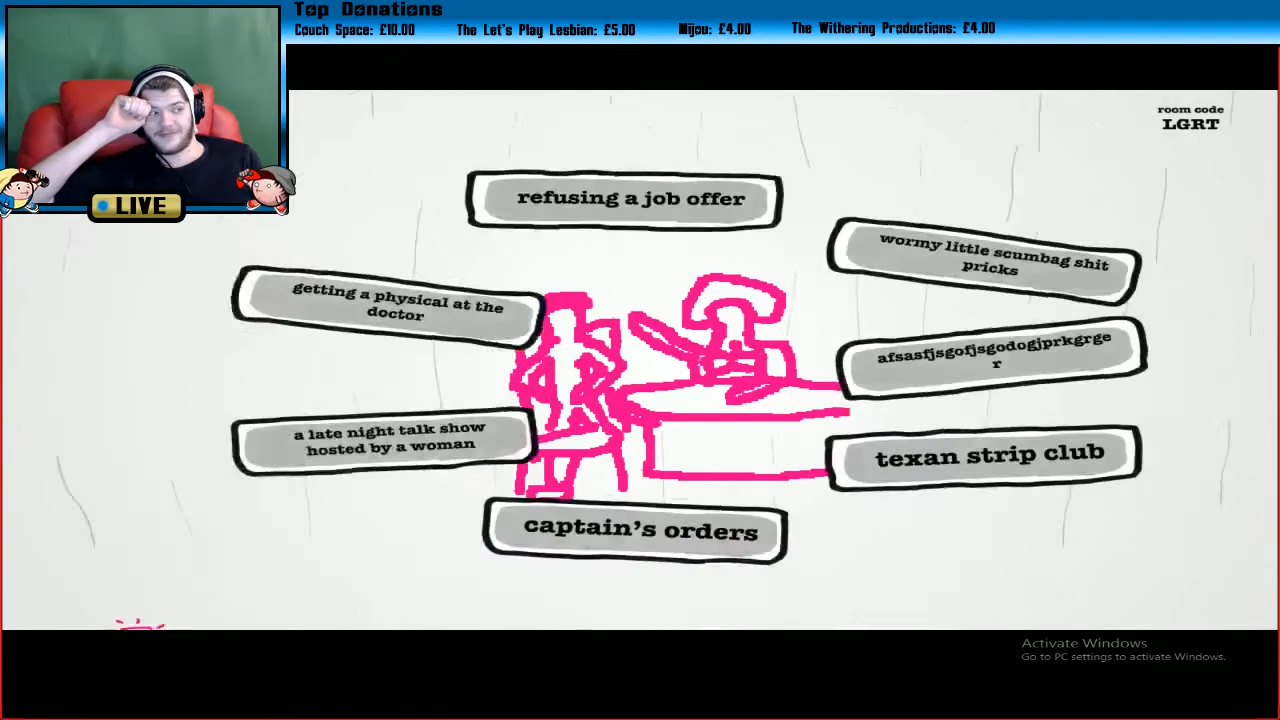 Top Donations
Couch Space: £10.00 The Let's Play Lesbian: £5.00 Mijou: £4.00 The Withering Productions: £4.00
room code
LGRT
refusing a job offer
wormy little scumbag shit
pricks
getting a physical at the
doctor
afsasfjsgofjsgodogjprkgrge
r
a late night talk show
hosted by a woman
texan strip club
captain's orders
LIVE
Activate Windows
Go to PC settings to activate Windows.